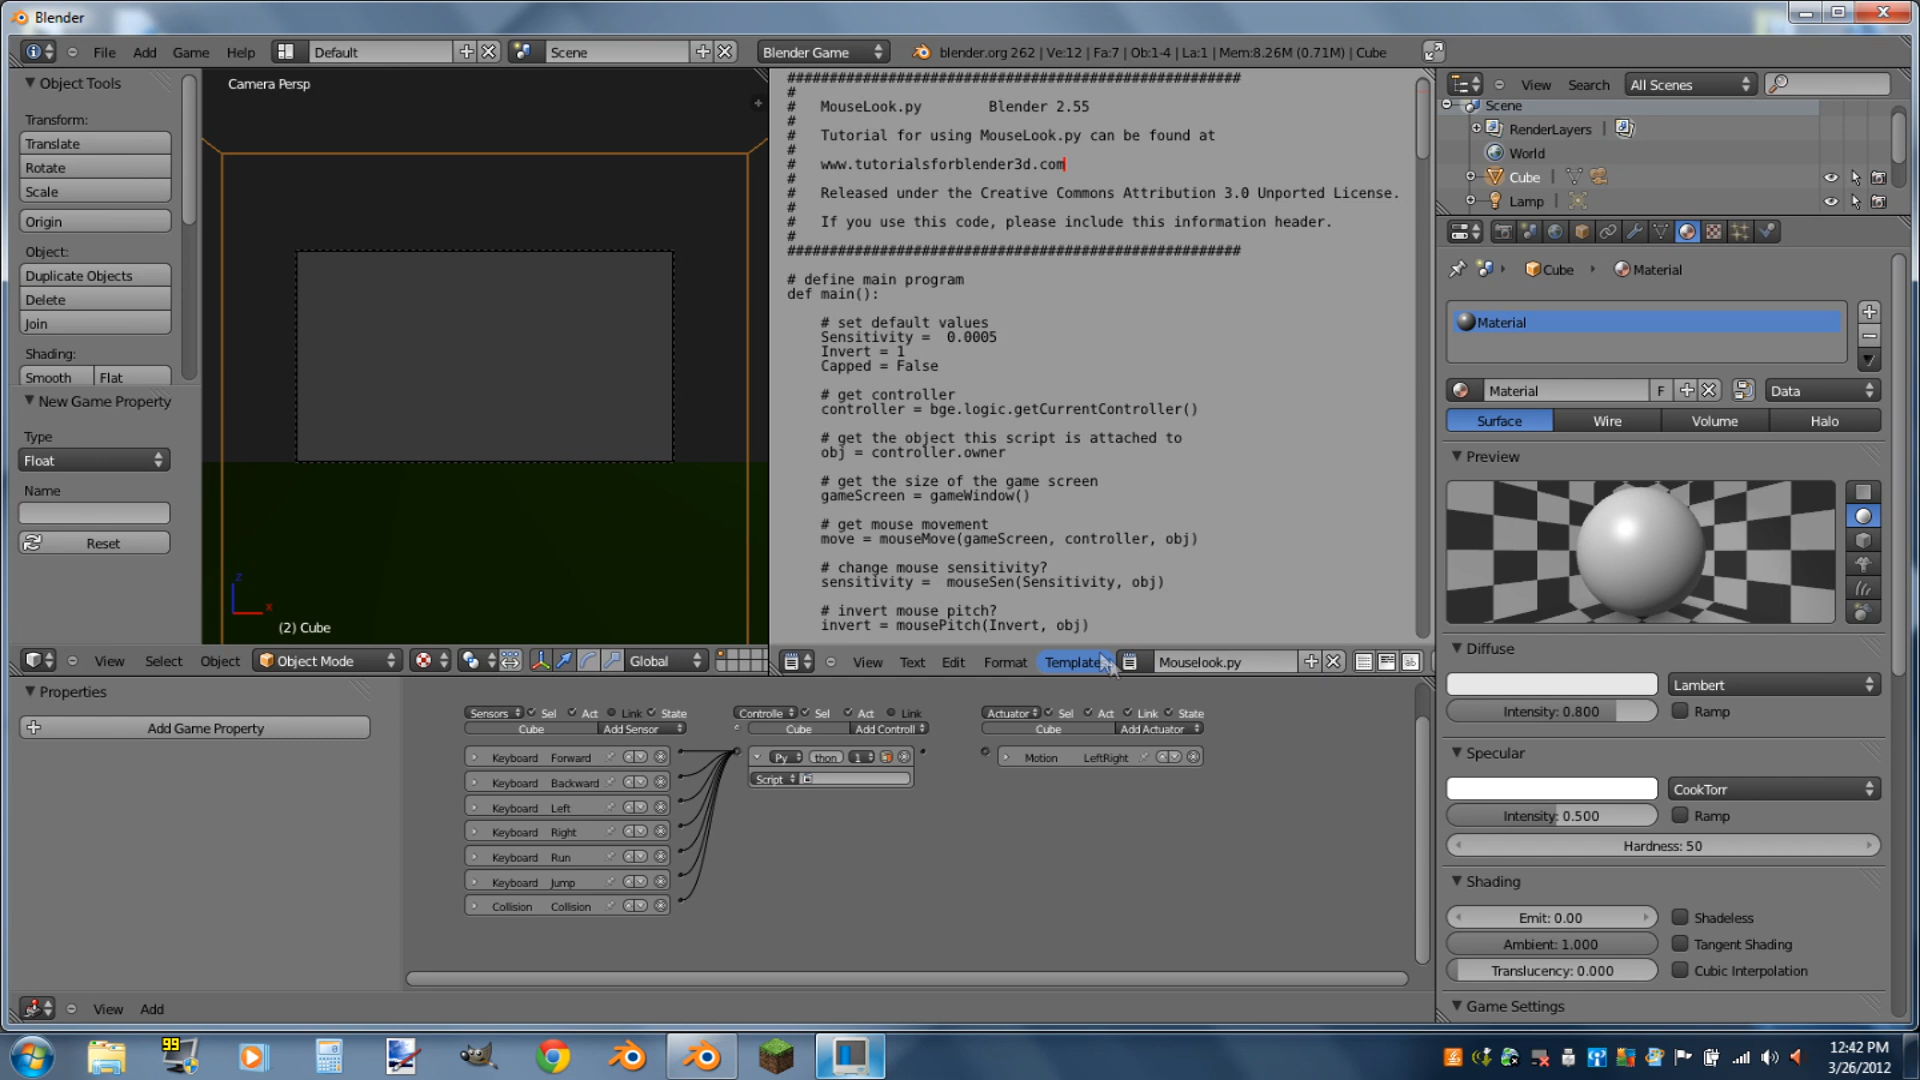 Blender
File Add Game Help Default Scene Blender Game blender.org 262 | Ve:12 | Fa:7 | Ob:1-4 | La:1 | Mem:8.26M (0.71M) | Cube
Object Tools
Transform:
Translate
Rotate
Scale
Origin
Object:
Duplicate Objects
Delete
Join
Shading:
Smooth Flat
New Game Property
Type
Float
Name
Reset
Camera Persp
z
x
(2) Cube
View Select Object Object Mode Global
######################################################
#
# MouseLook.py Blender 2.55
#
# Tutorial for using MouseLook.py can be found at
#
# www.tutorialsforblender3d.com
#
# Released under the Creative Commons Attribution 3.0 Unported License.
#
# If you use this code, please include this information header.
#
######################################################
# define main program
def main():
# set default values
Sensitivity = 0.0005
Invert = 1
Capped = False
# get controller
controller = bge.logic.getCurrentController()
# get the object this script is attached to
obj = controller.owner
# get the size of the game screen
gameScreen = gameWindow()
# get mouse movement
move = mouseMove(gameScreen, controller, obj)
# change mouse sensitivity?
sensitivity = mouseSen(Sensitivity, obj)
# invert mouse pitch?
invert = mousePitch(Invert, obj)
View Text Edit Format Template Mouselook.py
View Search All Scenes
Scene
RenderLayers
World
Cube
Lamp
Cube Material
Material
Material F Data
Surface Wire Volume Halo
Preview
Diffuse
Lambert
Intensity: 0.800 Ramp
Specular
CookTorr
Intensity: 0.500 Ramp
Hardness: 50
Shading
Emit: 0.00 Shadeless
Ambient: 1.000 Tangent Shading
Translucency: 0.000 Cubic Interpolation
Game Settings
Properties
Add Game Property
Sensors Sel Act Link State
Cube Add Sensor
Keyboard Forward
Keyboard Backward
Keyboard Left
Keyboard Right
Keyboard Run
Keyboard Jump
Collision Collision
Controlle Sel Act Link
Cube Add Controll
Py thon 1
Script
Actuator Sel Act Link State
Cube Add Actuator
Motion LeftRight
View Add
99
12:42 PM
3/26/2012